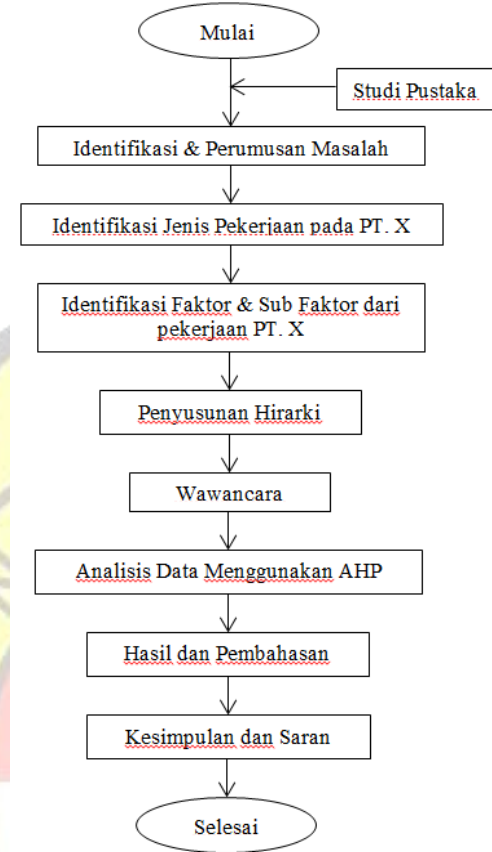 Mulai
Studi Pustaka
Identifikasi & Perumusan Masalah
Identifikasi Jenis Pekerjaan pada PT. X
Identifikasi Faktor & Sub Faktor dari
pekerjaan PT. X
Penyusunan Hirarki
Wawancara
Analisis Data Menggunakan AHP
Hasil dan Pembahasan
Kesimpulan dan Saran
Selesai